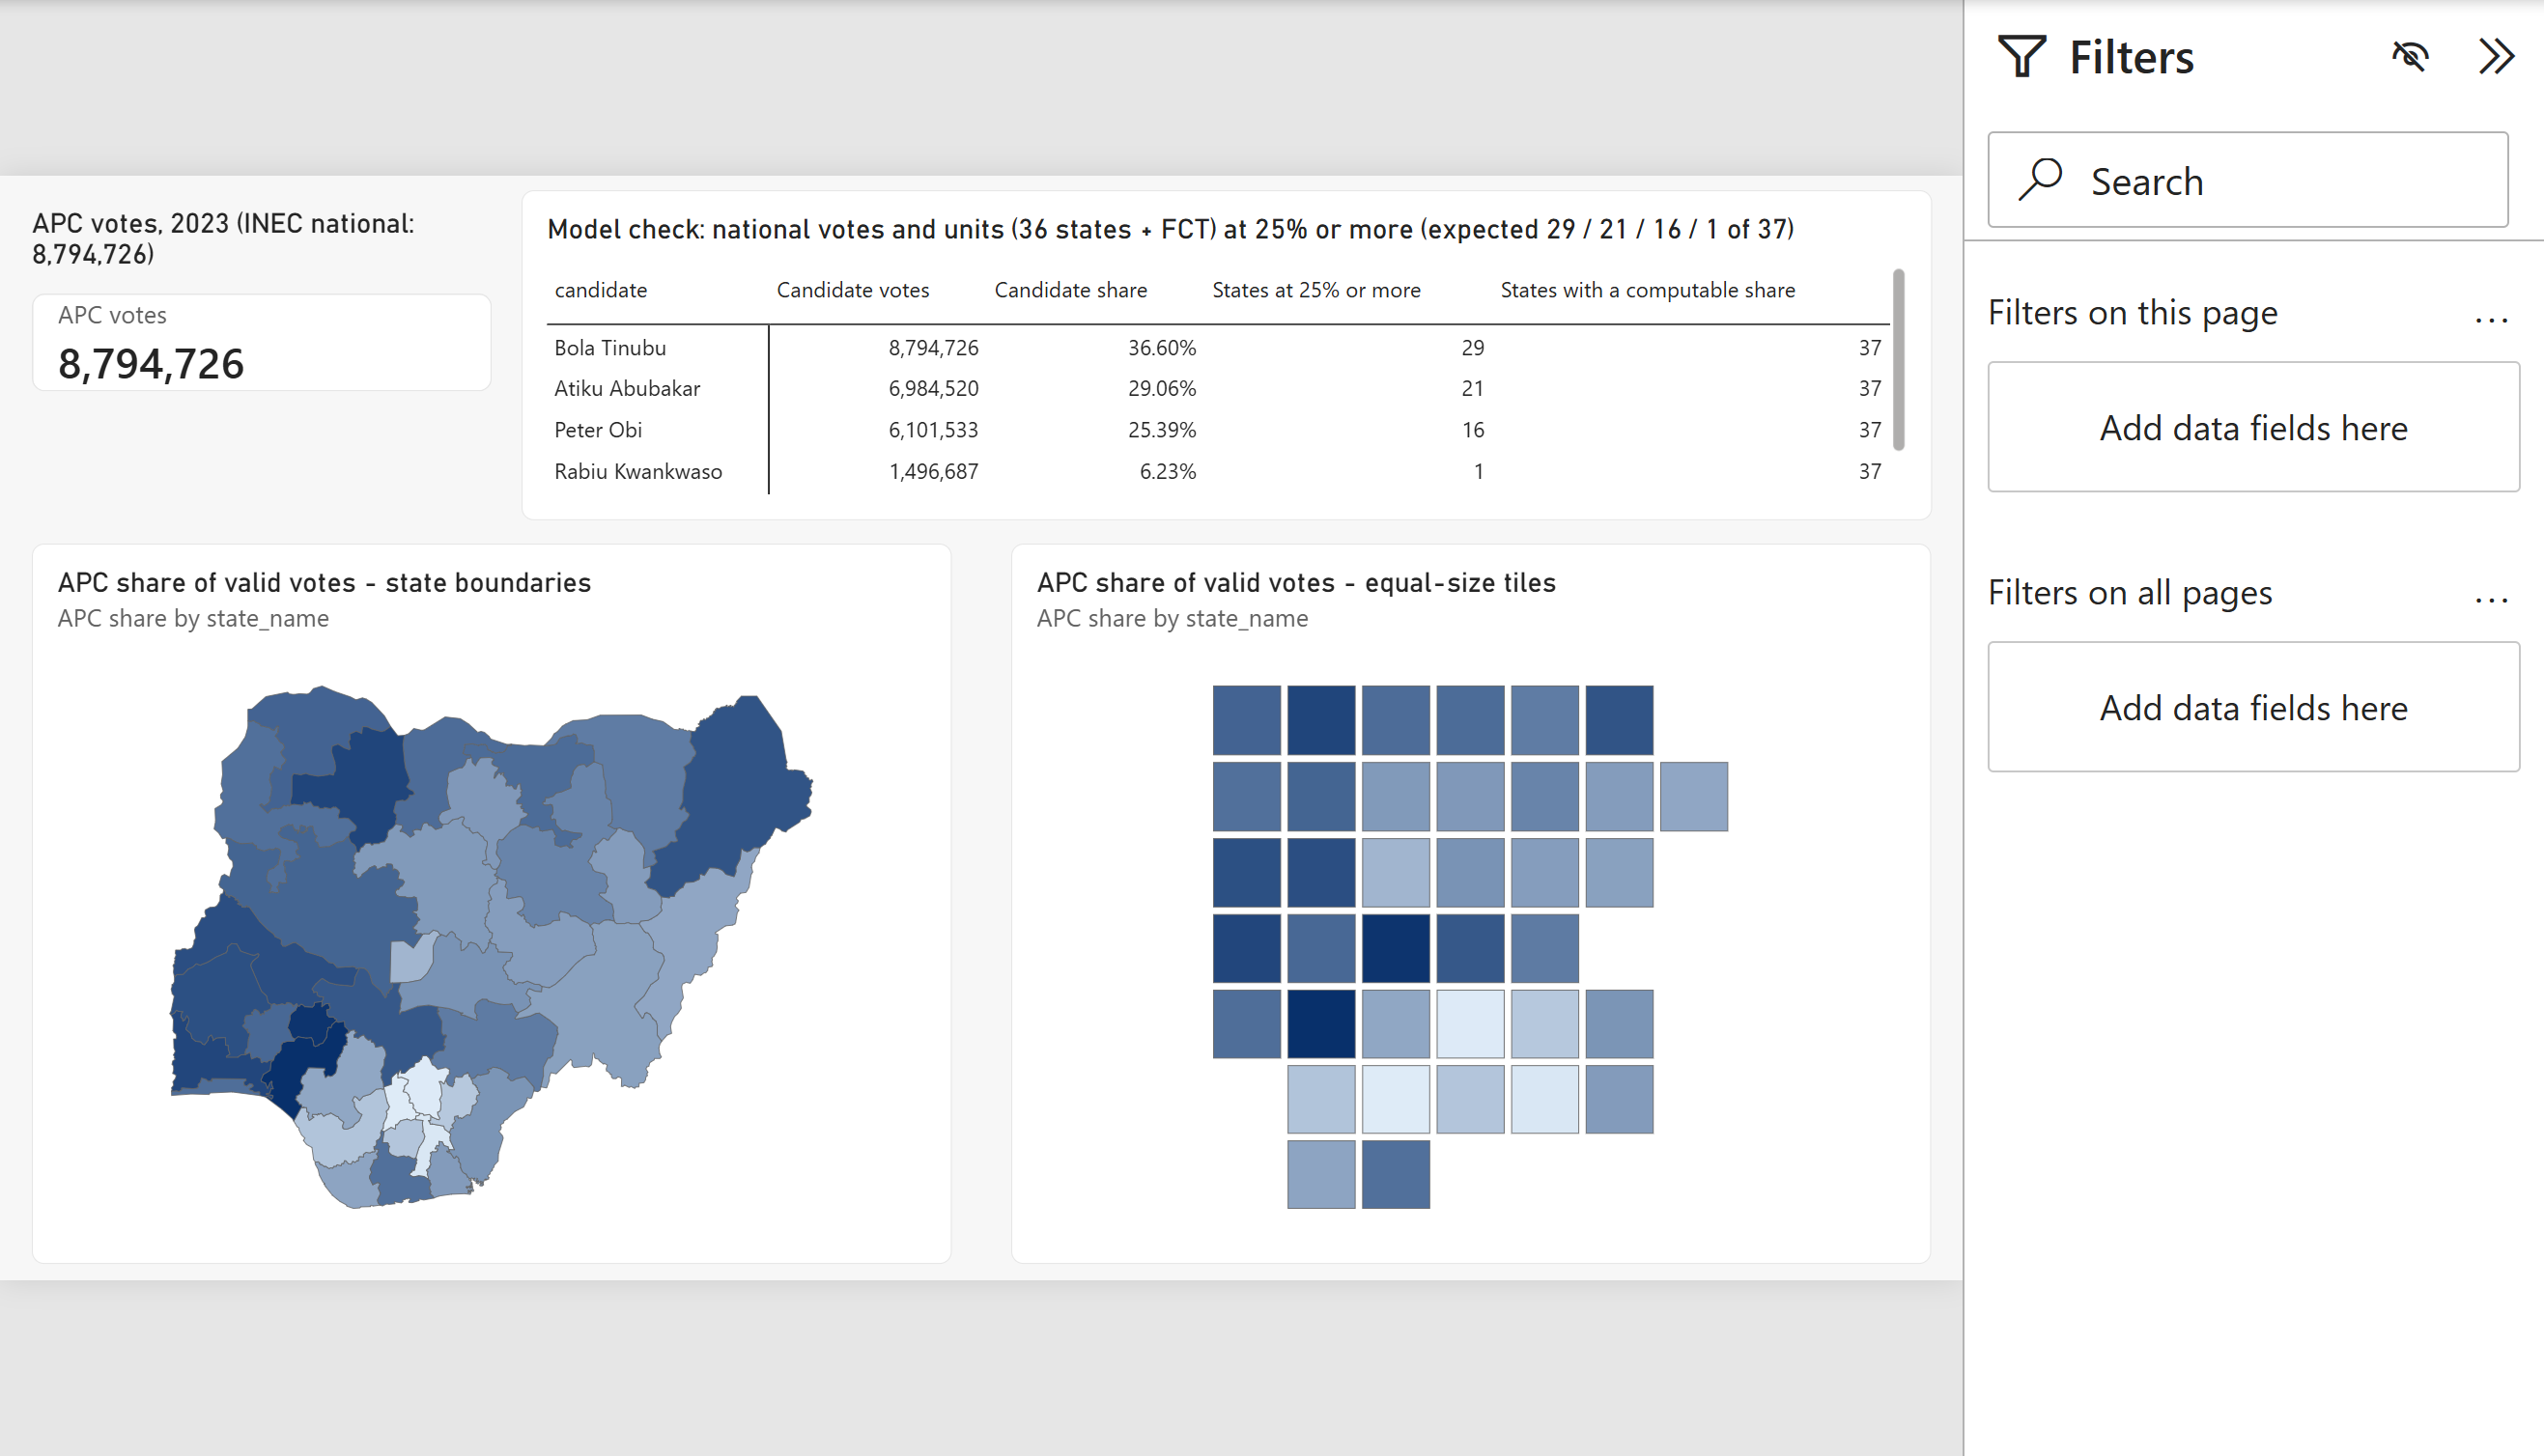 APC votes, 2023 (INEC national:
8,794,726)
APC votes
8,794,726
Model check: national votes and units (36 states + FCT) at 25% or more (expected 29 / 21 / 16 / 1 of 37)
candidate Candidate votes Candidate share States at 25% or more States with a computable share
Bola Tinubu 8,794,726 36.60% 29 37
Atiku Abubakar 6,984,520 29.06% 21 37
Peter Obi 6,101,533 25.39% 16 37
Rabiu Kwankwaso 1,496,687 6.23% 1 37
APC share of valid votes - state boundaries
APC share by state_name
APC share of valid votes - equal-size tiles
APC share by state_name
Filters
Search
Filters on this page ...
Add data fields here
Filters on all pages ...
Add data fields here